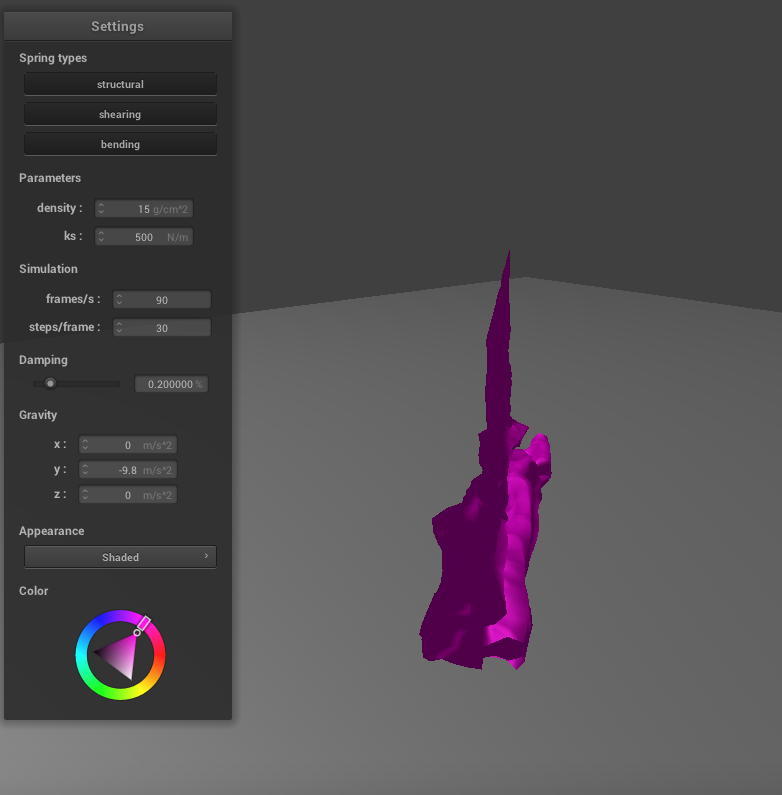 Settings
Spring types
structural
shearing
bending
Parameters
density : 15 g/cm^2
ks : 500 N/m
Simulation
frames/s : 90
steps/frame : 30
Damping
0.200000 %
Gravity
x : 0 m/s^2
y : -9.8 m/s^2
z : 0 m/s^2
Appearance
Shaded ›
Color